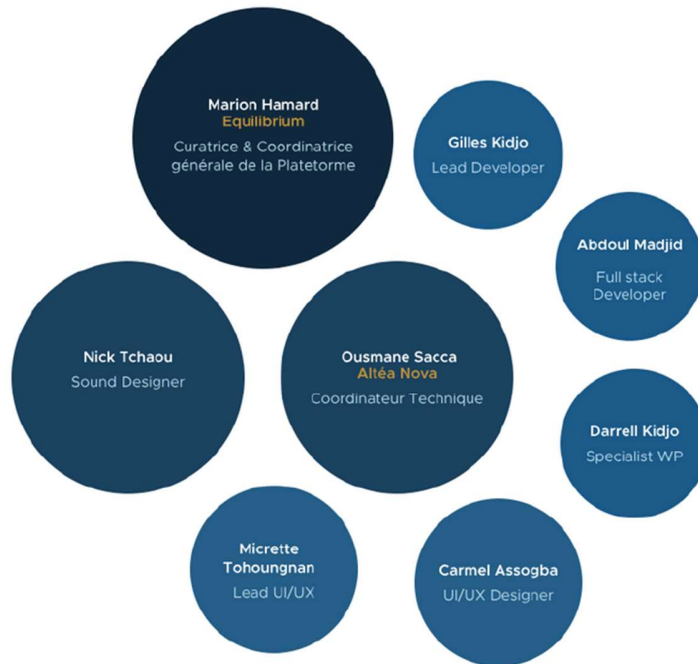 Marion Hamard
Equilibrium
Curatrice & Coordinatrice
générale de la Platetorme
Gilles Kidjo
Lead Developer
Abdoul Madjid
Full stack
Developer
Nick Tchaou
Sound Designer
Ousmane Sacca
Altéa Nova
Coordinateur Technique
Darrell Kidjo
Specialist WP
Micrette
Tohoungnan
Lead UI/UX
Carmel Assogba
UI/UX Designer